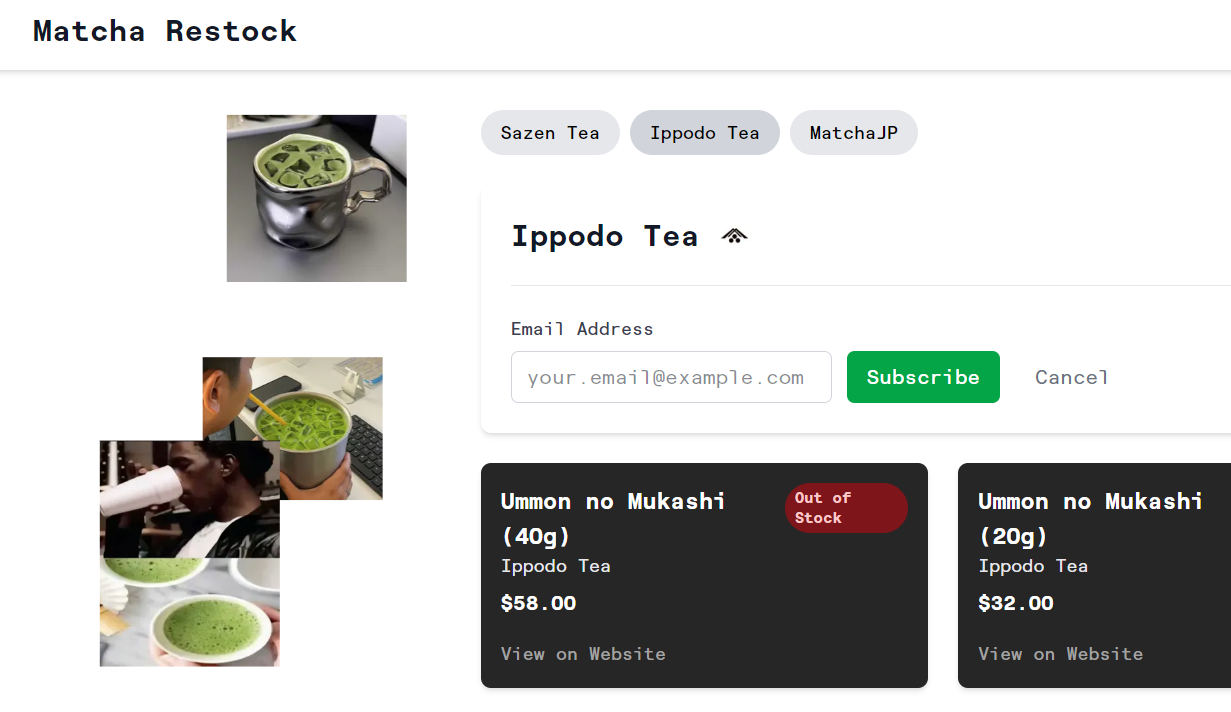 Matcha Restock
Sazen Tea
Ippodo Tea
MatchaJP
Ippodo Tea
Email Address
your.email@example.com
Subscribe
Cancel
Ummon no Mukashi
(40g)
Out of
Stock
Ippodo Tea
$58.00
View on Website
Ummon no Mukashi
(20g)
Ippodo Tea
$32.00
View on Website